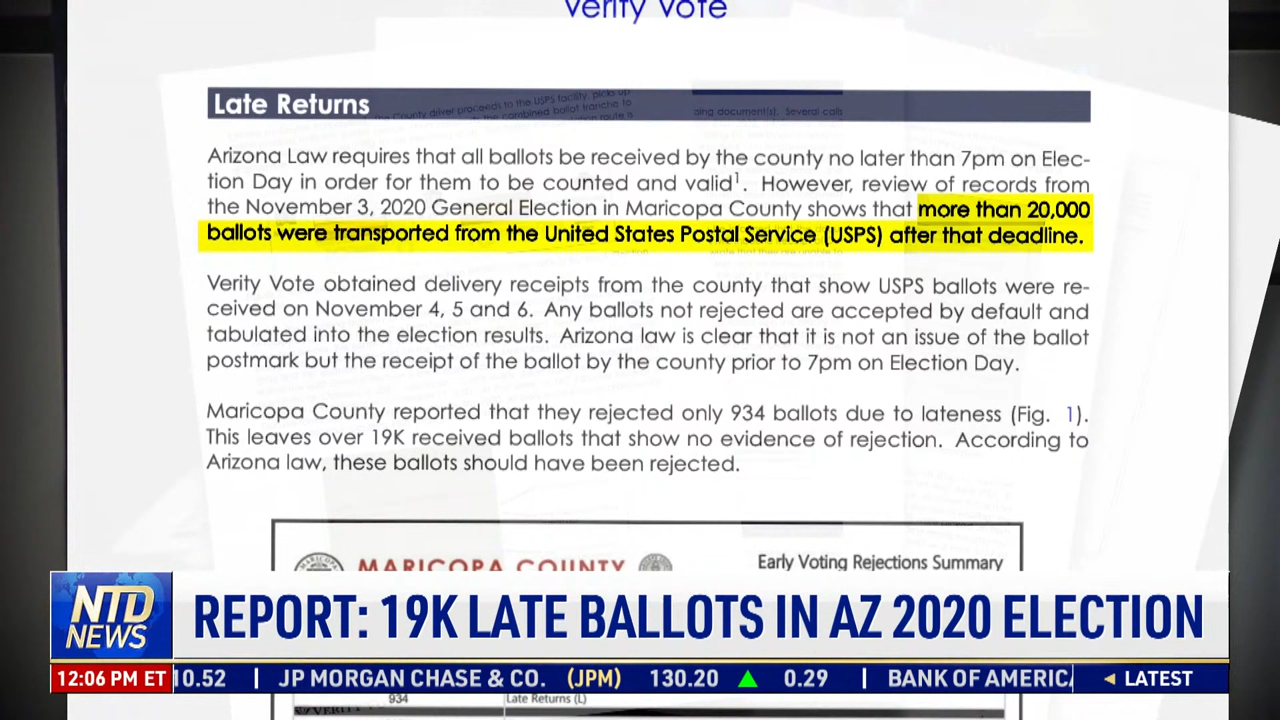 Verify Vote
Late Returns
Arizona Law requires that all ballots be received by the county no later than 7pm on Elec-
tion Day in order for them to be counted and valid¹. However, review of records from
the November 3, 2020 General Election in Maricopa County shows that more than 20,000
ballots were transported from the United States Postal Service (USPS) after that deadline.
Verify Vote obtained delivery receipts from the county that show USPS ballots were re-
ceived on November 4, 5 and 6. Any ballots not rejected are accepted by default and
tabulated into the election results. Arizona law is clear that it is not an issue of the ballot
postmark but the receipt of the ballot by the county prior to 7pm on Election Day.
Maricopa County reported that they rejected only 934 ballots due to lateness (Fig. 1).
This leaves over 19K received ballots that show no evidence of rejection. According to
Arizona law, these ballots should have been rejected.
MARICOPA COUNTY
Early Voting Rejections Summary
NTD
NEWS
REPORT: 19K LATE BALLOTS IN AZ 2020 ELECTION
12:06 PM ET 10.52 | JP MORGAN CHASE & CO. (JPM) 130.20 ▲ 0.29 | BANK OF AMERICA ◄ LATEST
934 Late Returns (L)